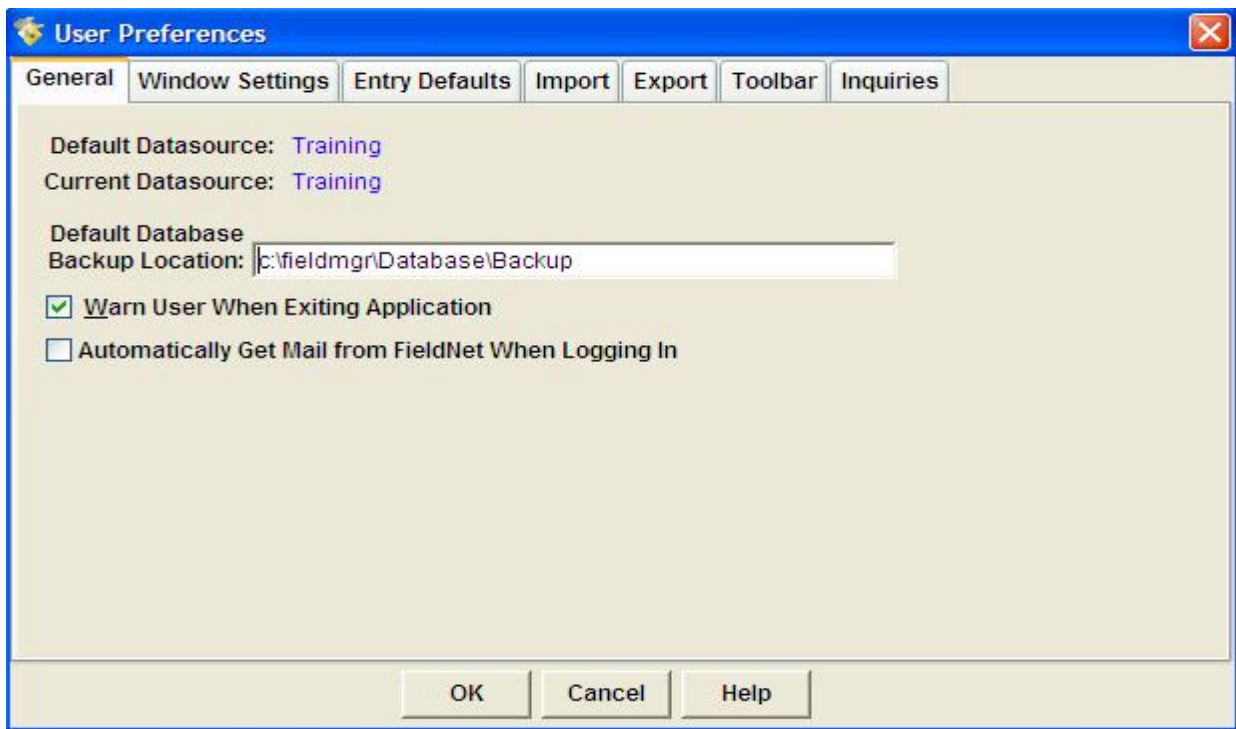 User Preferences
General Window Settings Entry Defaults Import Export Toolbar Inquiries
Default Datasource: Training
Current Datasource: Training
Default Database
Backup Location: c:\fieldmgr\Database\Backup
Warn User When Exiting Application
Automatically Get Mail from FieldNet When Logging In
OK Cancel Help